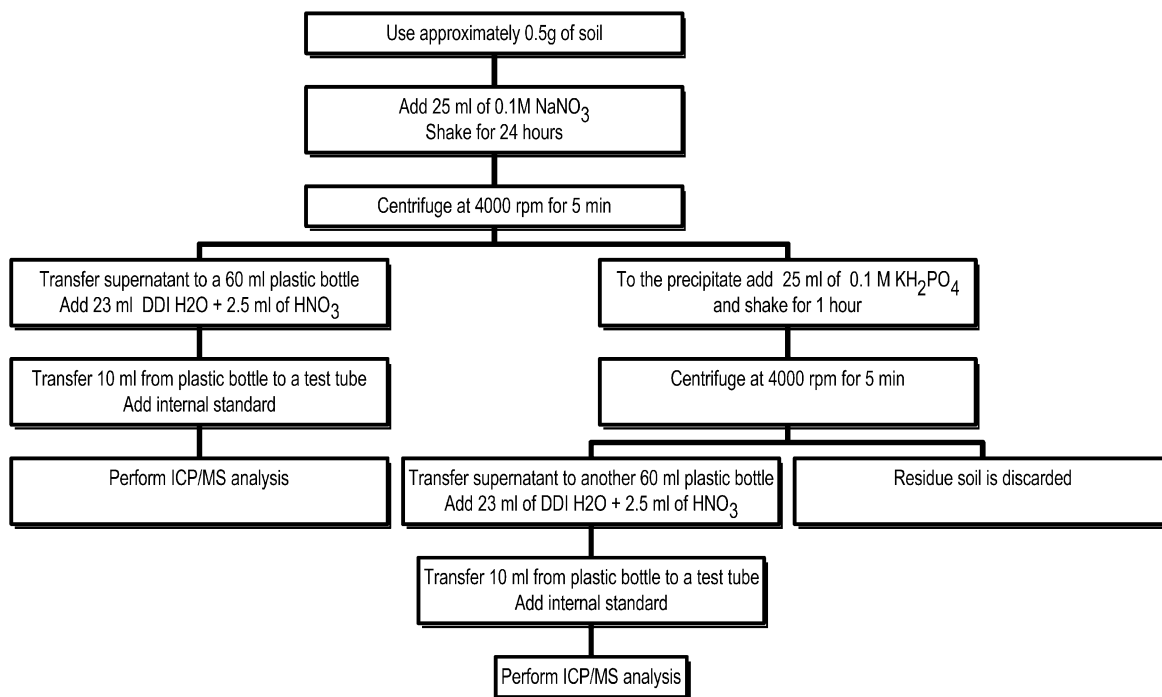 Use approximately 0.5g of soil
Add 25 ml of 0.1M NaNO3
Shake for 24 hours
Centrifuge at 4000 rpm for 5 min
Transfer supernatant to a 60 ml plastic bottle
Add 23 ml DDI H2O + 2.5 ml of HNO3
To the precipitate add 25 ml of 0.1 M KH2PO4
and shake for 1 hour
Transfer 10 ml from plastic bottle to a test tube
Add internal standard
Centrifuge at 4000 rpm for 5 min
Perform ICP/MS analysis
Transfer supernatant to another 60 ml plastic bottle
Add 23 ml of DDI H2O + 2.5 ml of HNO3
Residue soil is discarded
Transfer 10 ml from plastic bottle to a test tube
Add internal standard
Perform ICP/MS analysis